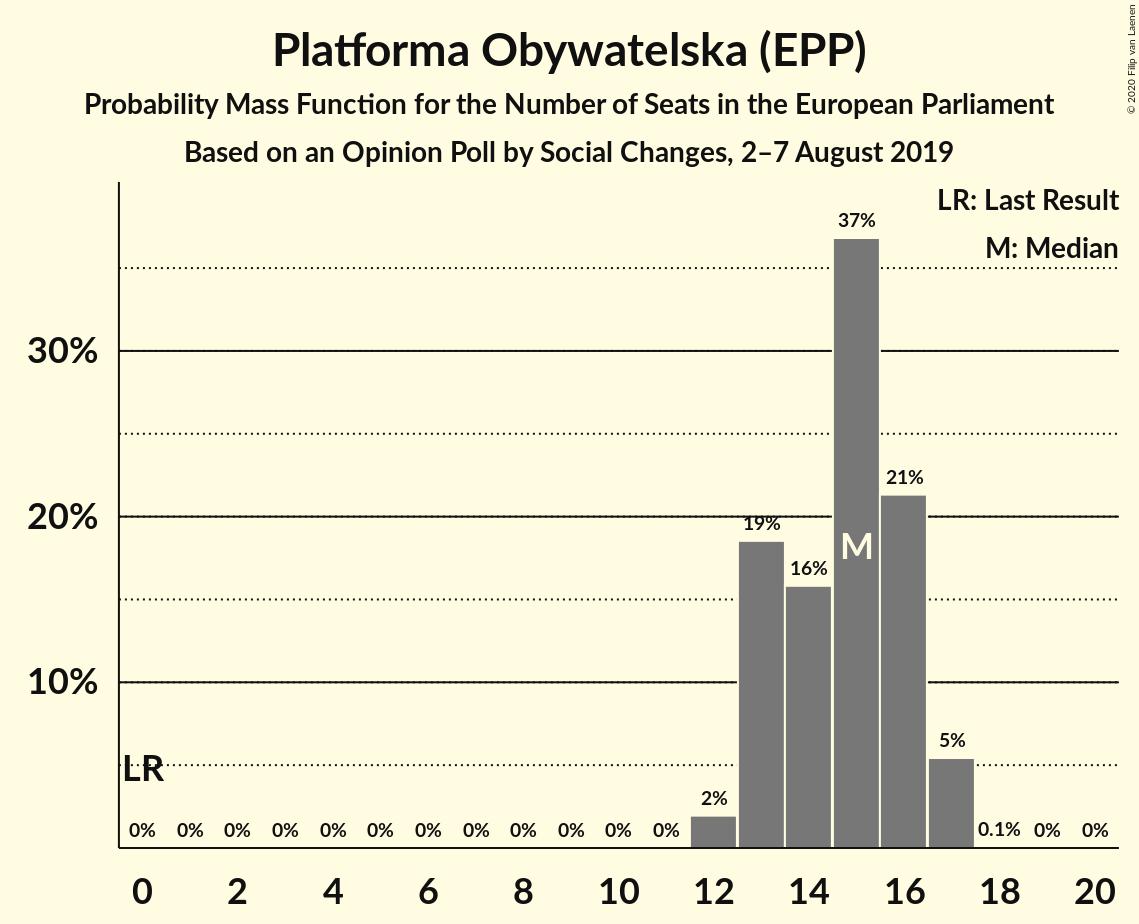 Platforma Obywatelska (EPP)
Probability Mass Function for the Number of Seats in the European Parliament
Based on an Opinion Poll by Social Changes, 2–7 August 2019
© 2020 Filip van Laenen
LR: Last Result
M: Median
37%
30%
21%
20%
19%
M
16%
10%
5%
LR
2%
0% 0% 0% 0% 0% 0% 0% 0% 0% 0% 0% 0% 0.1% 0% 0%
0 2 4 6 8 10 12 14 16 18 20